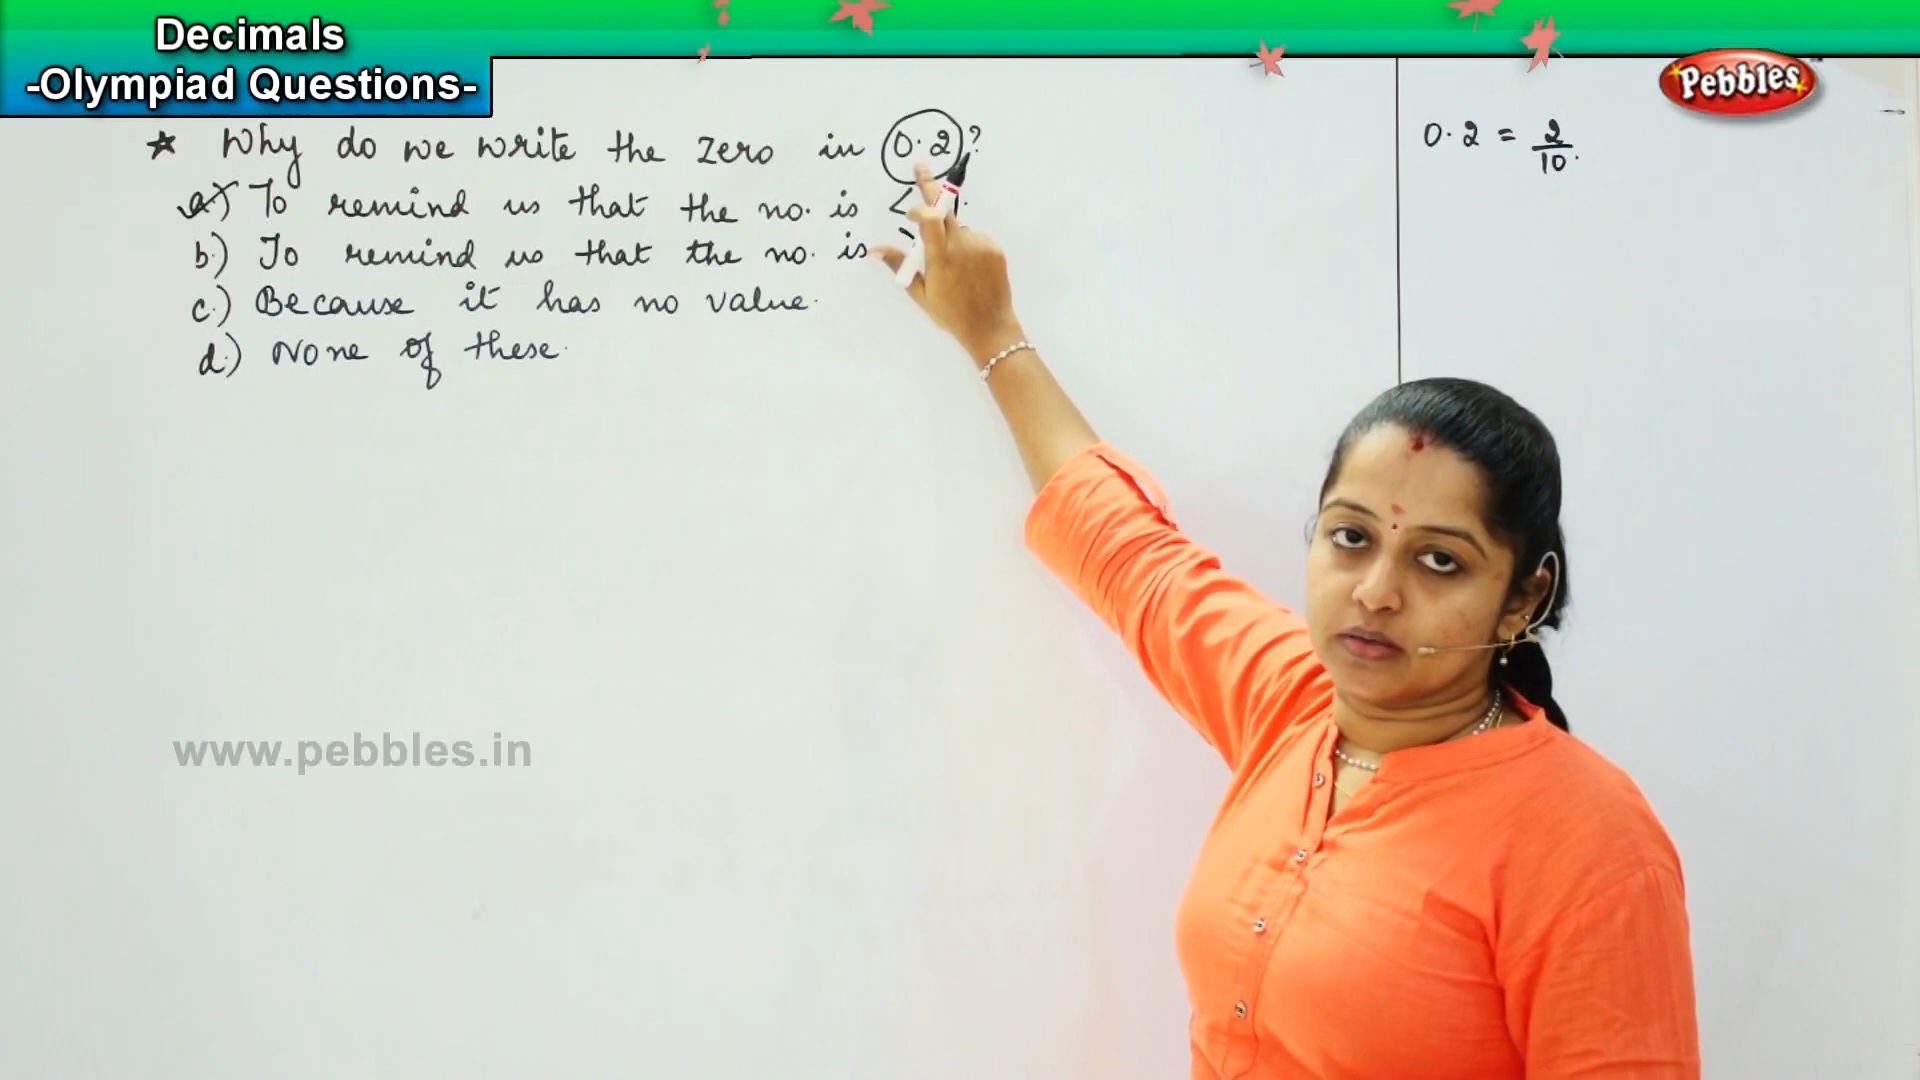 Decimals
-Olympiad Questions-
Pebbles
★ Why do we write the zero in 0.2?
a) To remind us that the no. is <
b.) To remind us that the no. is
c.) Because it has no value.
d.) None of these.
0.2 = 2/10.
www.pebbles.in